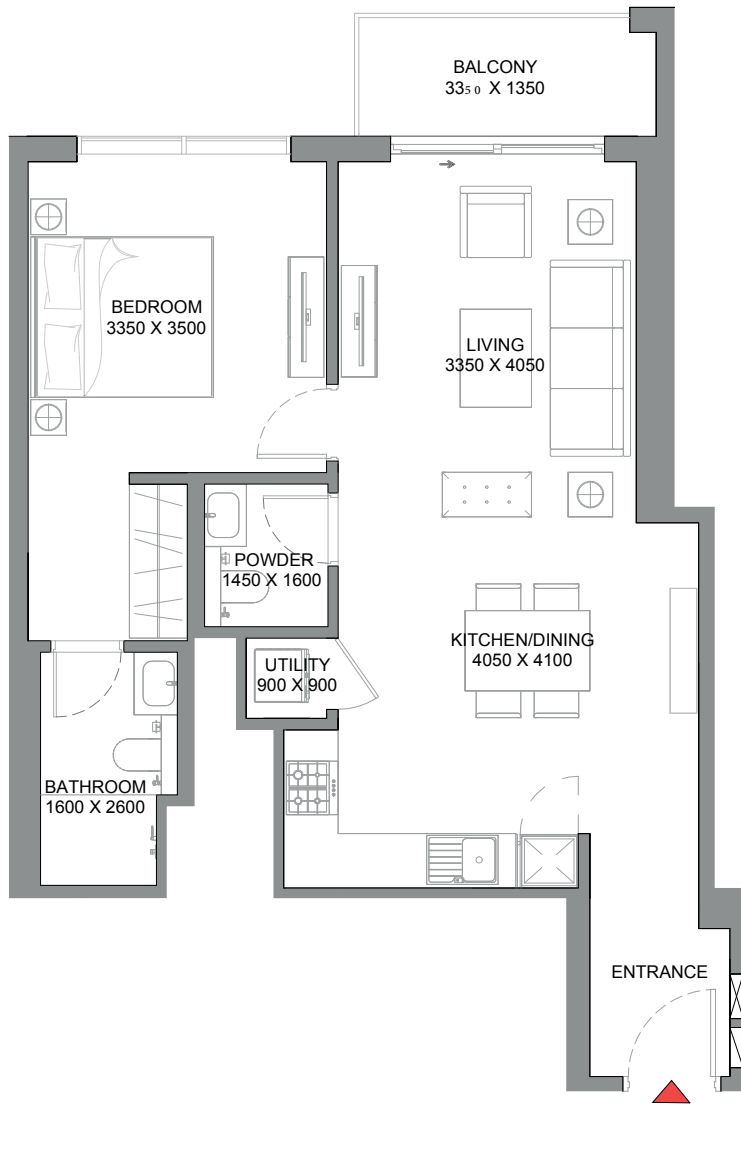 BALCONY
3350 X 1350
BEDROOM
3350 X 3500
LIVING
3350 X 4050
POWDER
1450 X 1600
KITCHEN/DINING
4050 X 4100
UTILITY
900 X 900
BATHROOM
1600 X 2600
ENTRANCE